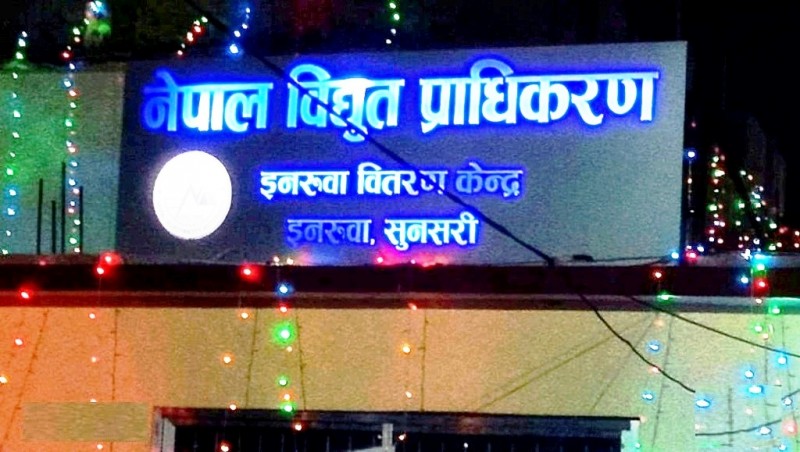 नेपाल विद्युत प्राधिकरण
इनरूवा वितरण केन्द्र
इनरूवा, सुनसरी